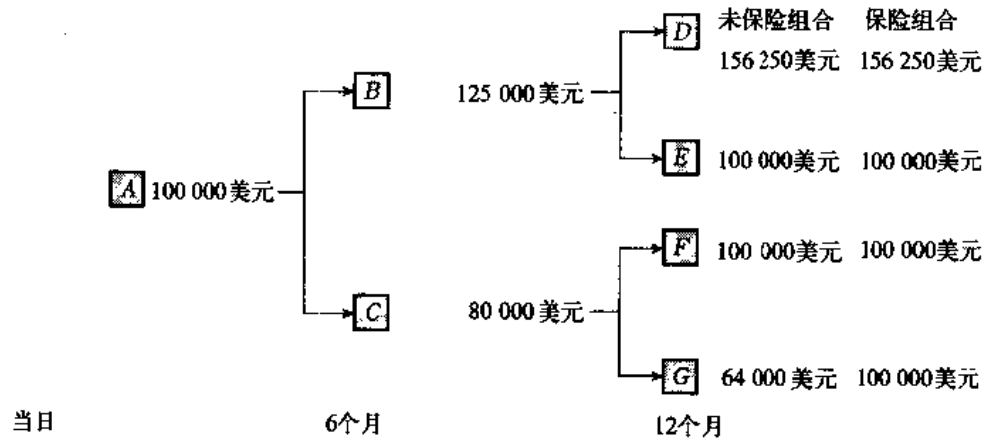 未保险组合 保险组合
D 156 250美元 156 250美元
B 125 000美元
E 100 000美元 100 000美元
A 100 000美元
F 100 000美元 100 000美元
C 80 000美元
G 64 000美元 100 000美元
当日 6个月 12个月